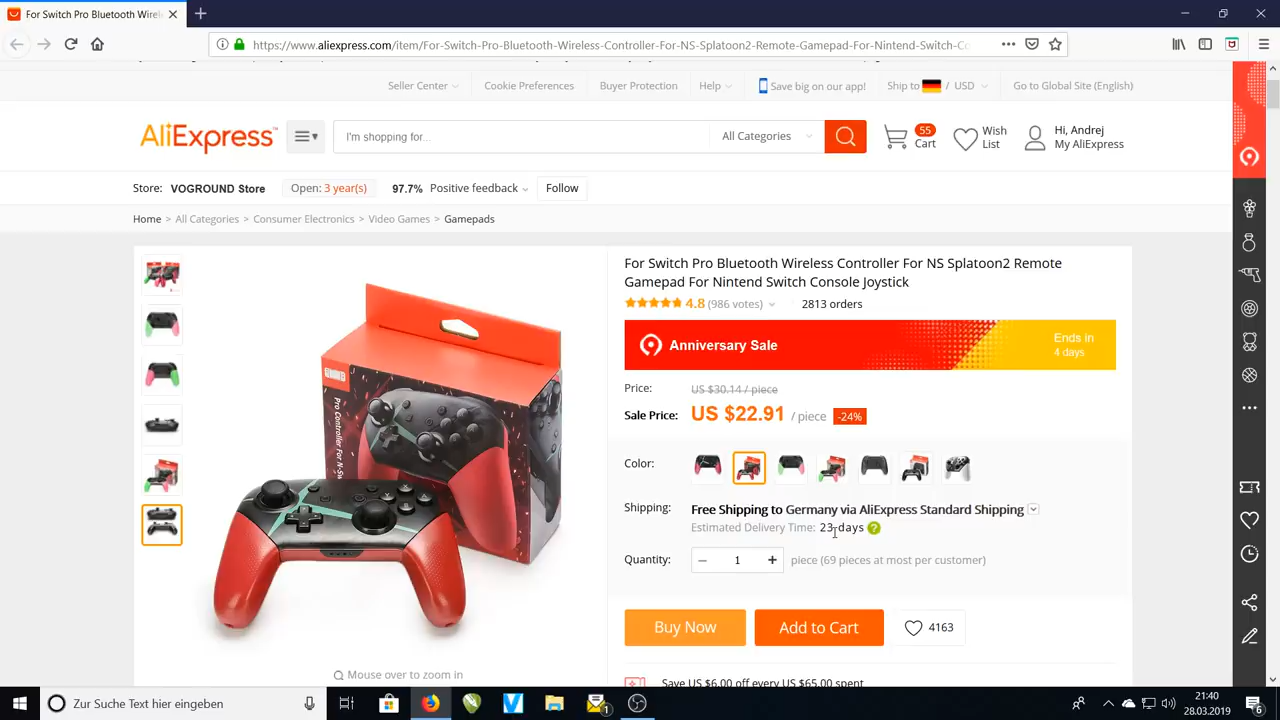 For Switch Pro Bluetooth Wirel
https://www.aliexpress.com/item/For-Switch-Pro-Bluetooth-Wireless-Controller-For-NS-Splatoon2-Remote-Gamepad-For-Nintend-Switch-Co
Seller Center
Cookie Preferences
Buyer Protection
Help
Save big on our app!
Ship to / USD
Go to Global Site (English)
AliExpress
I'm shopping for...
All Categories
55
Cart
Wish
List
Hi, Andrej
My AliExpress
Store: VOGROUND Store
Open: 3 year(s)
97.7% Positive feedback
Follow
Home > All Categories > Consumer Electronics > Video Games > Gamepads
For Switch Pro Bluetooth Wireless Controller For NS Splatoon2 Remote
Gamepad For Nintend Switch Console Joystick
4.8 (986 votes)
2813 orders
Anniversary Sale
Ends in
4 days
Price: US $30.14 / piece
Sale Price: US $22.91 / piece -24%
Color:
Shipping: Free Shipping to Germany via AliExpress Standard Shipping
Estimated Delivery Time: 23 days ?
Quantity: − 1 + piece (69 pieces at most per customer)
Buy Now
Add to Cart
4163
Mouse over to zoom in
Save US $6.00 off every US $65.00 spent
Zur Suche Text hier eingeben
1
21:40
28.03.2019
6